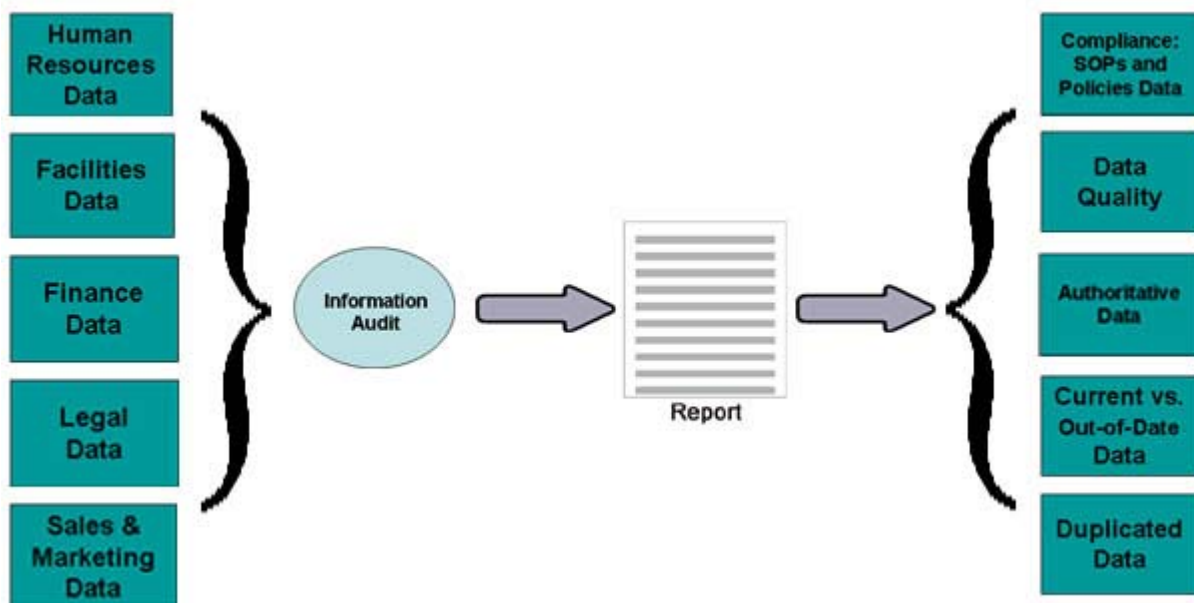 Human
Resources
Data
Facilities
Data
Finance
Data
Legal
Data
Sales &
Marketing
Data
Information
Audit
Report
Compliance:
SOPs and
Policies Data
Data
Quality
Authoritative
Data
Current vs.
Out-of-Date
Data
Duplicated
Data